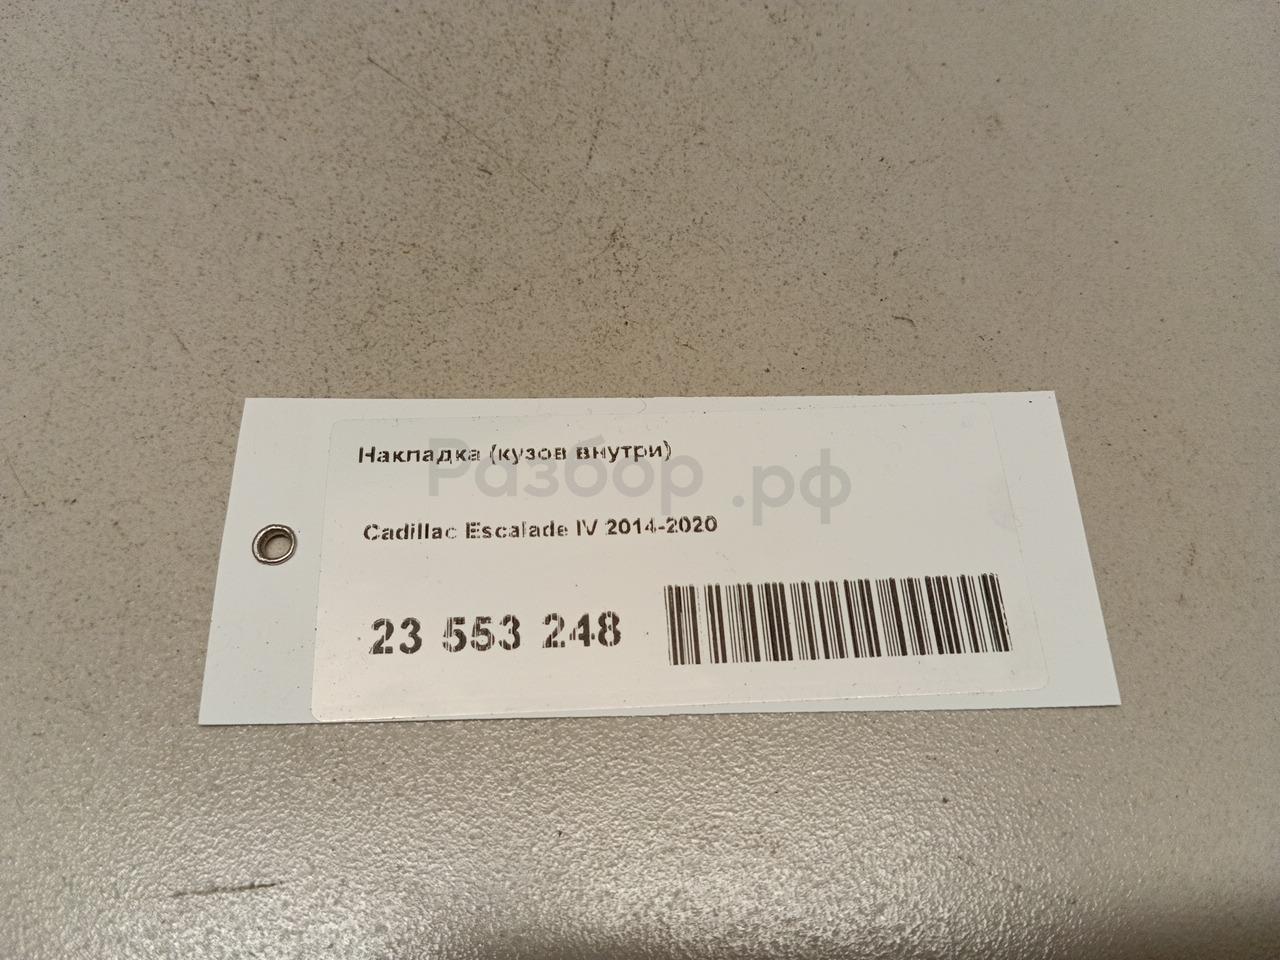 Накладка (кузов внутри)
Разбор.рф
Cadillac Escalade IV 2014-2020
23 553 248